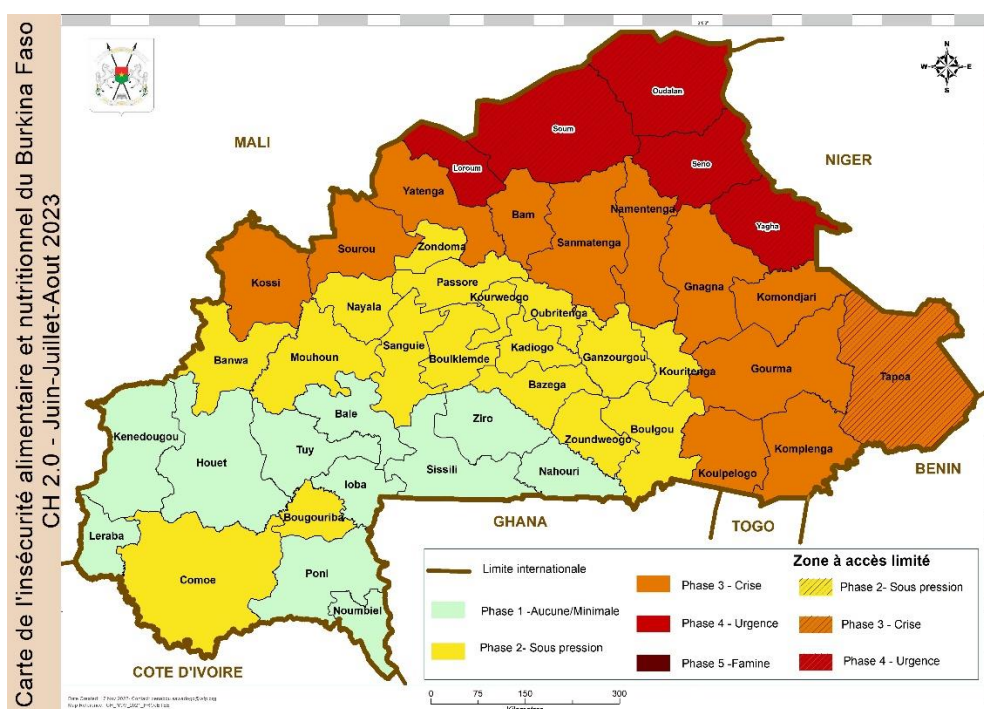 Carte de l'insécurité alimentaire et nutritionnel du Burkina Faso
CH 2.0 - Juin-Juillet-Aout 2023
N
W
E
S
MALI
NIGER
Oudalan
Soum
Loroum
Seno
Yatenga
Bam
Namentenga
Yagha
Sourou
Zondoma
Sanmatenga
Kossi
Passore
Gnagna
Komondjari
Nayala
Kourweogo
Oubritenga
Banwa
Mouhoun
Sanguie
Boulkiemde
Kadiogo
Ganzourgou
Kouritenga
Gourma
Tapoa
Bazega
Kenedougou
Bale
Ziro
Zoundweogo
Boulgou
Houet
Tuy
Sissili
Nahouri
Koulpelogo
Komplenga
Ioba
BENIN
Bougouriba
GHANA
TOGO
Leraba
Comoe
Poni
Noumbiel
COTE D'IVOIRE
Limite internationale
Phase 1 -Aucune/Minimale
Phase 2- Sous pression
Phase 3 - Crise
Phase 4 - Urgence
Phase 5 - Famine
Zone à accès limité
Phase 2- Sous pression
Phase 3 - Crise
Phase 4 - Urgence
0 75 150 300